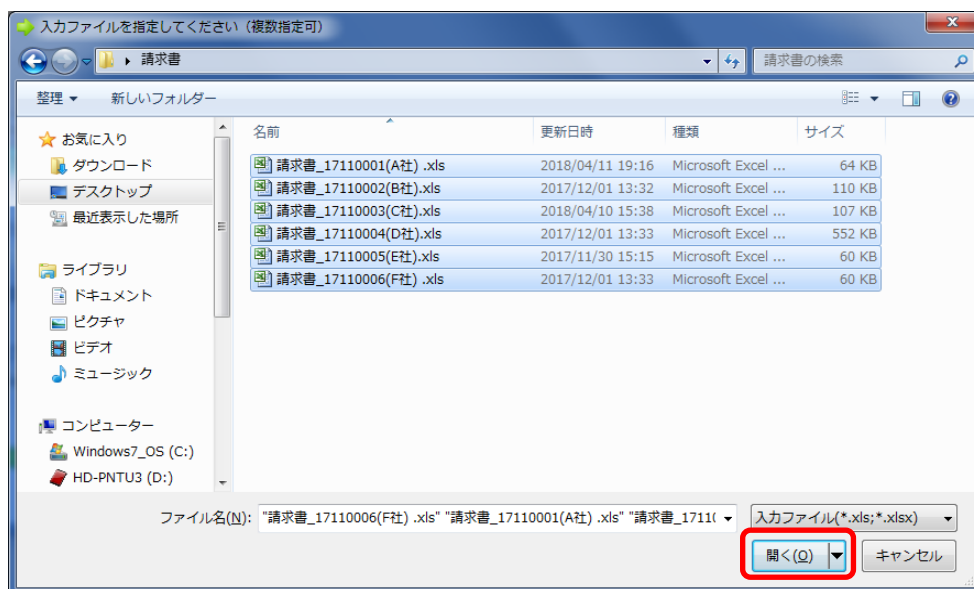 入力ファイルを指定してください（複数指定可）
請求書
請求書の検索
整理
新しいフォルダー
お気に入り
ダウンロード
デスクトップ
最近表示した場所
ライブラリ
ドキュメント
ピクチャ
ビデオ
ミュージック
コンピューター
Windows7_OS (C:)
HD-PNTU3 (D:)
名前 更新日時 種類 サイズ
請求書_17110001(A社) .xls 2018/04/11 19:16 Microsoft Excel ... 64 KB
請求書_17110002(B社).xls 2017/12/01 13:32 Microsoft Excel ... 110 KB
請求書_17110003(C社).xls 2018/04/10 15:38 Microsoft Excel ... 107 KB
請求書_17110004(D社).xls 2017/12/01 13:33 Microsoft Excel ... 552 KB
請求書_17110005(E社).xls 2017/11/30 15:15 Microsoft Excel ... 60 KB
請求書_17110006(F社) .xls 2017/12/01 13:33 Microsoft Excel ... 60 KB
ファイル名(N): "請求書_17110006(F社) .xls" "請求書_17110001(A社) .xls" "請求書_1711(
入力ファイル(*.xls;*.xlsx)
開く(O)
キャンセル